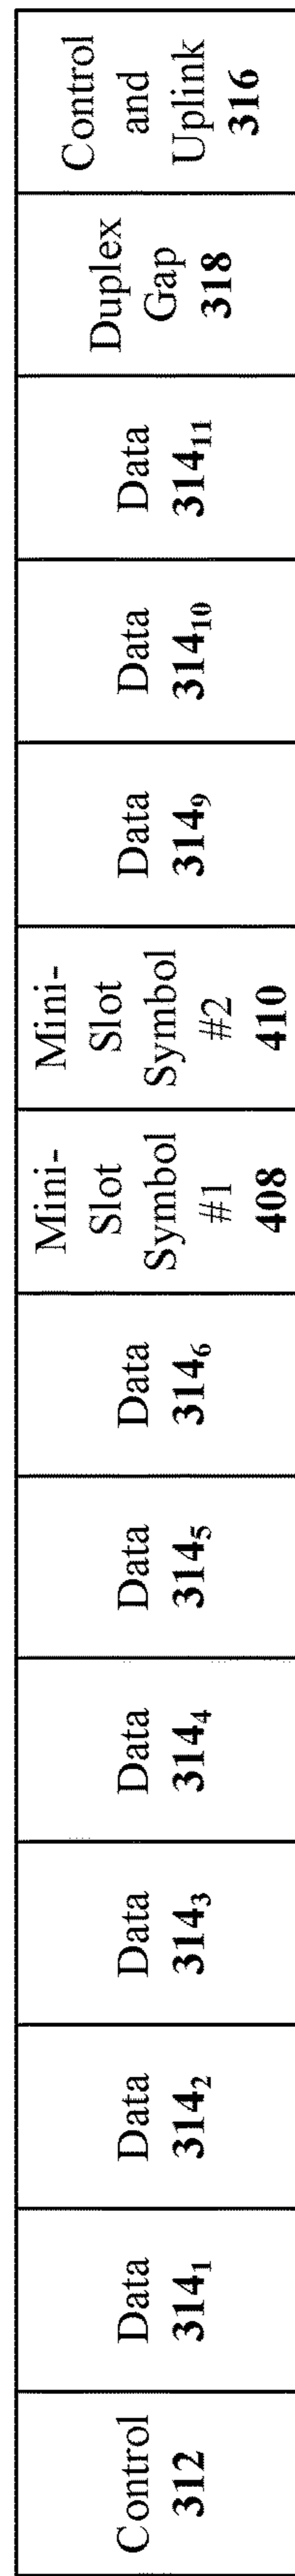 Control
312
Data
314₁
Data
314₂
Data
314₃
Data
314₄
Data
314₅
Data
314₆
Mini-
Slot
Symbol
#1
408
Mini-
Slot
Symbol
#2
410
Data
314₉
Data
314₁₀
Data
314₁₁
Duplex
Gap
318
Control
and
Uplink
316